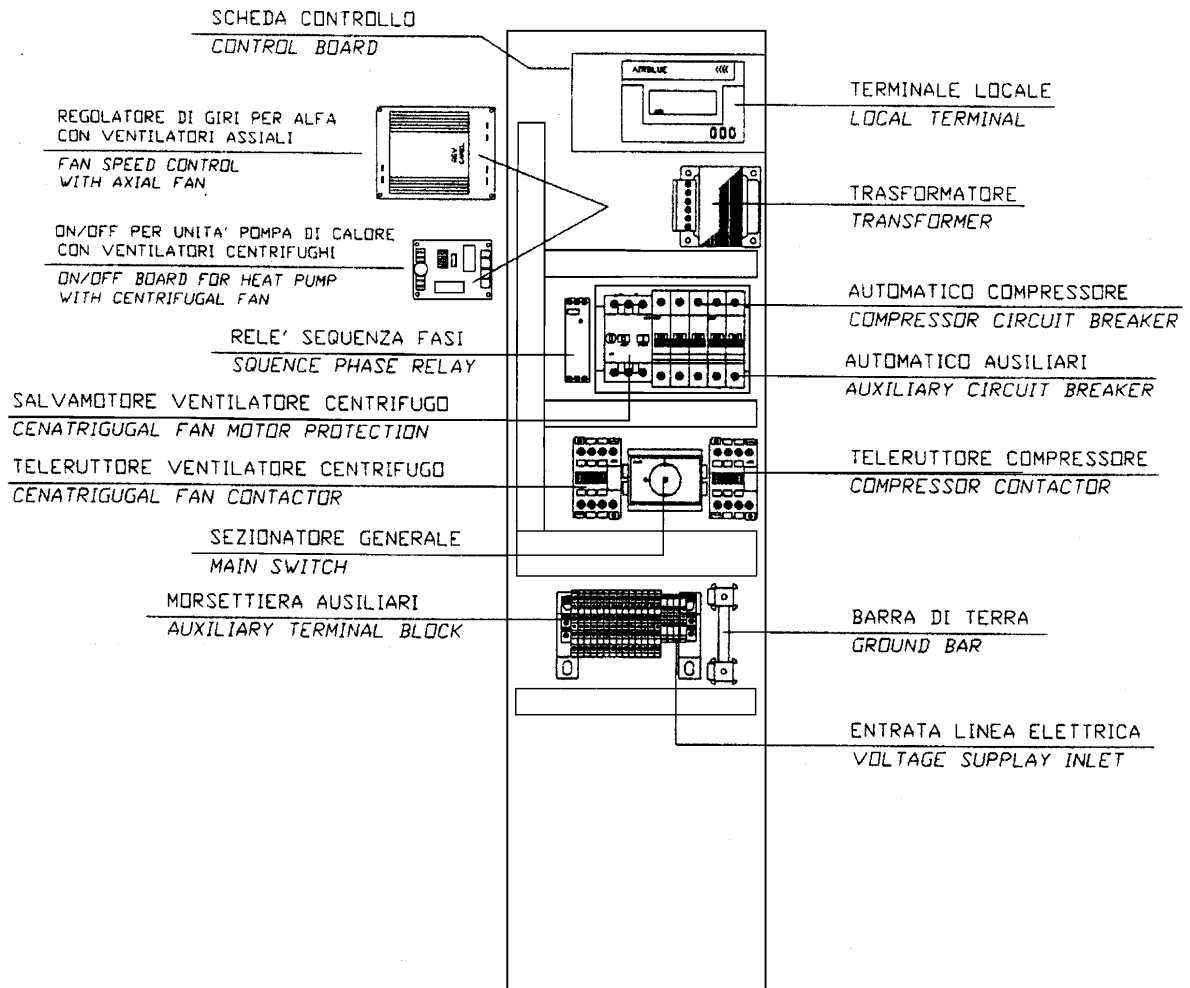 SCHEDA CONTROLLO
CONTROL BOARD
REGOLATORE DI GIRI PER ALFA
CON VENTILATORI ASSIALI
FAN SPEED CONTROL
WITH AXIAL FAN
ON/OFF PER UNITA' POMPA DI CALORE
CON VENTILATORI CENTRIFUGHI
ON/OFF BOARD FOR HEAT PUMP
WITH CENTRIFUGAL FAN
RELE' SEQUENZA FASI
SQUENCE PHASE RELAY
SALVAMOTORE VENTILATORE CENTRIFUGO
CENATRIGUGAL FAN MOTOR PROTECTION
TELERUTTORE VENTILATORE CENTRIFUGO
CENATRIGUGAL FAN CONTACTOR
SEZIONATORE GENERALE
MAIN SWITCH
MORSETTIERA AUSILIARI
AUXILIARY TERMINAL BLOCK
AIRBLUE
CAREL
TERMINALE LOCALE
LOCAL TERMINAL
TRASFORMATORE
TRANSFORMER
AUTOMATICO COMPRESSORE
COMPRESSOR CIRCUIT BREAKER
AUTOMATICO AUSILIARI
AUXILIARY CIRCUIT BREAKER
TELERUTTORE COMPRESSORE
COMPRESSOR CONTACTOR
BARRA DI TERRA
GROUND BAR
ENTRATA LINEA ELETTRICA
VOLTAGE SUPPLAY INLET